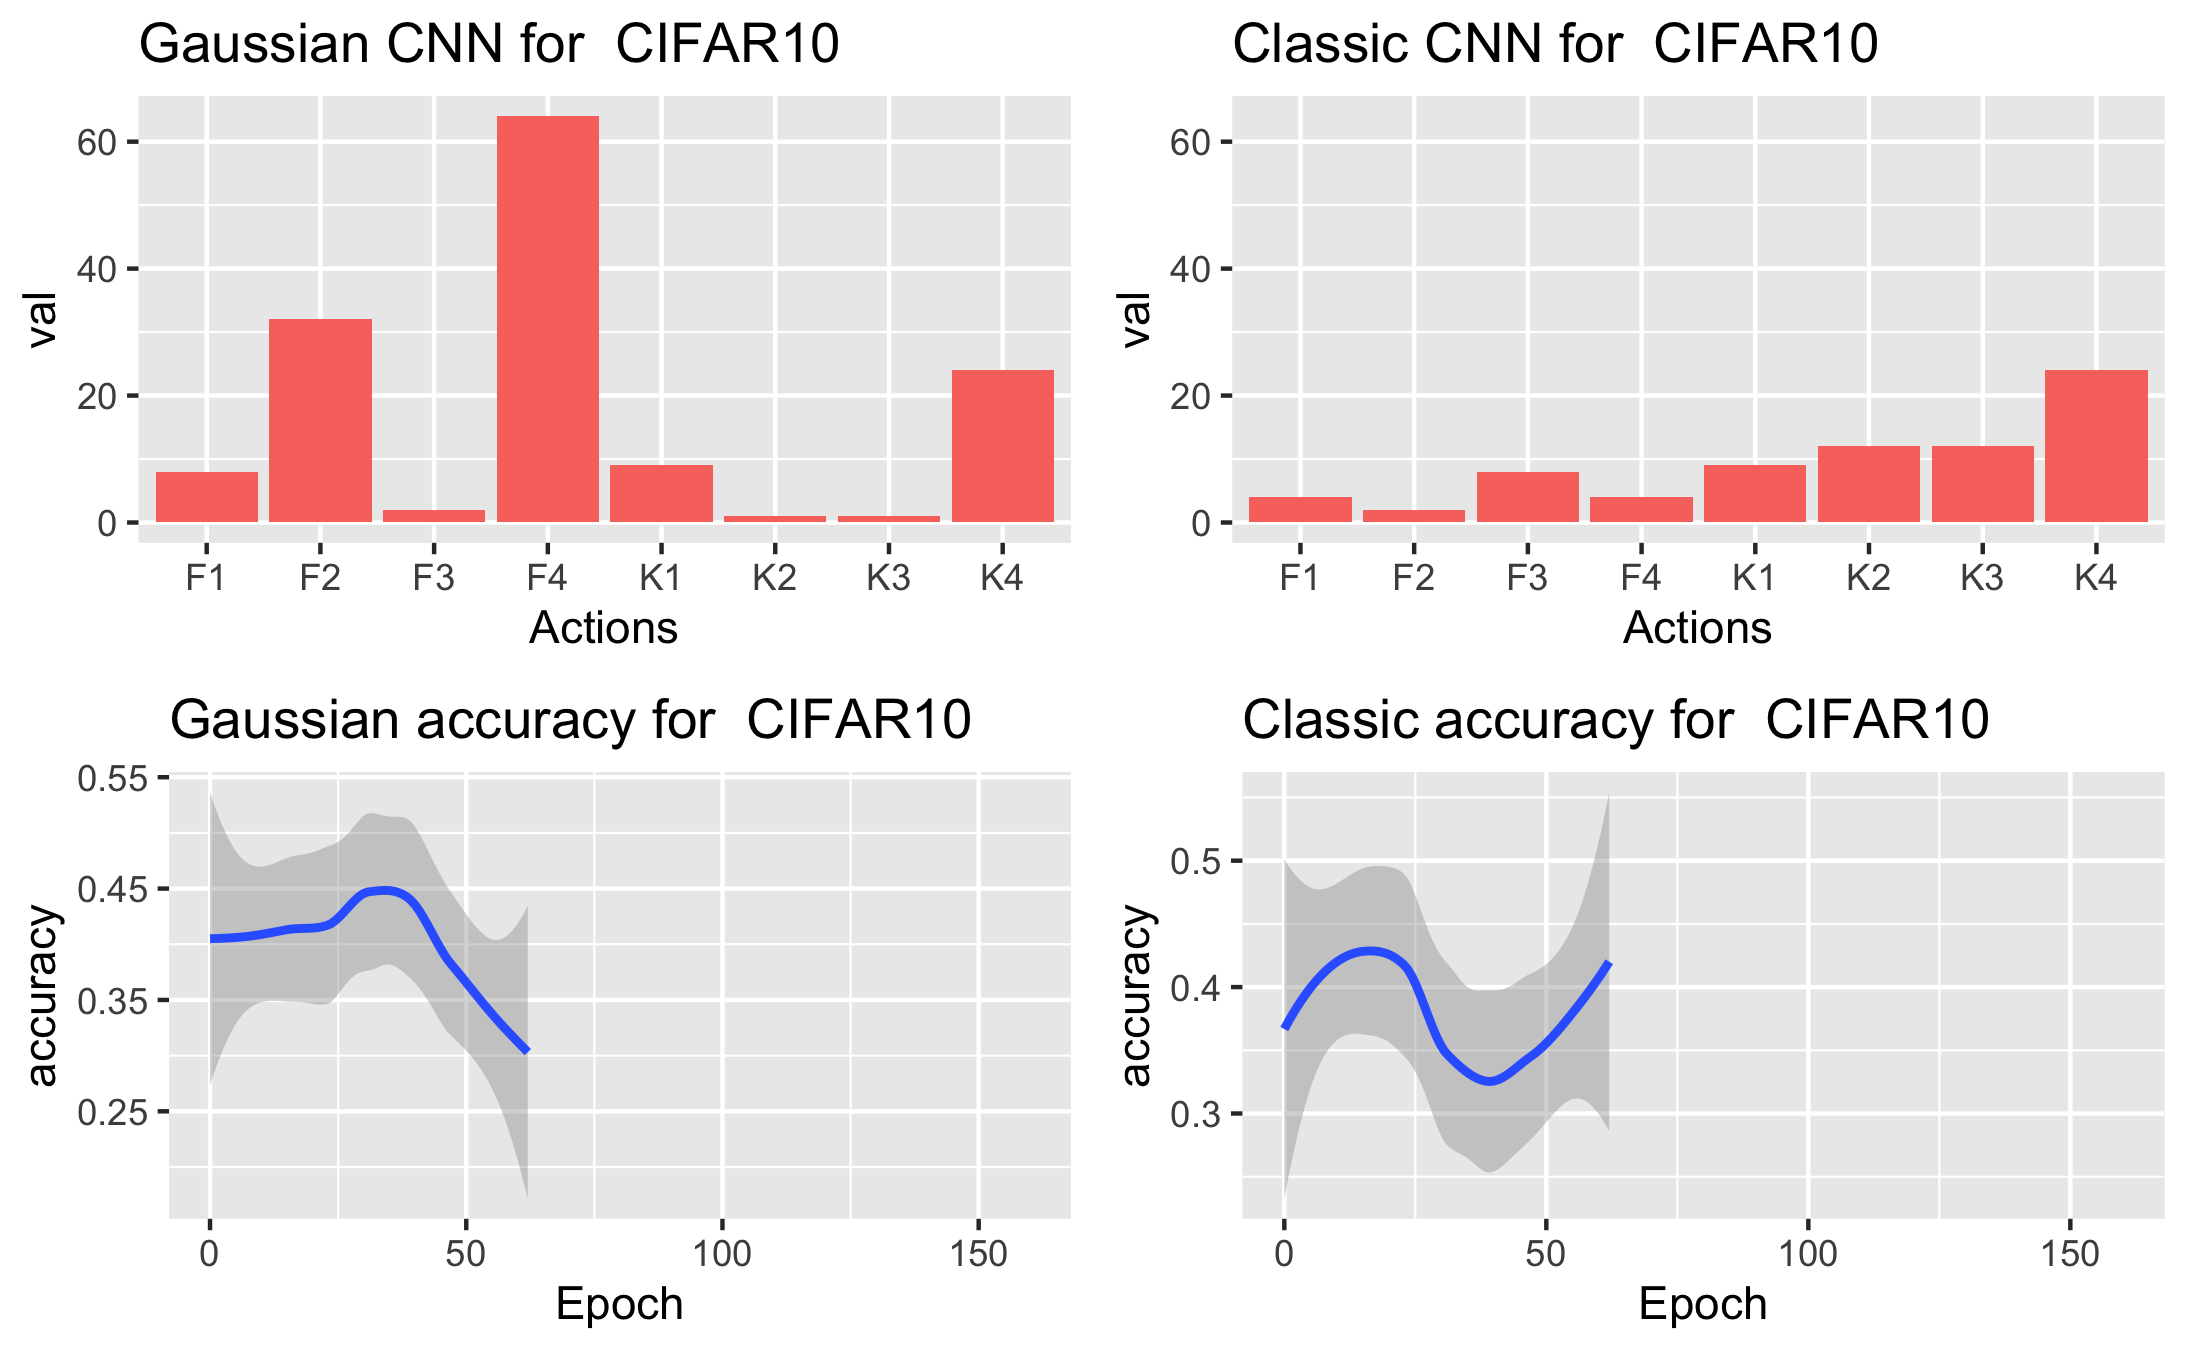 Gaussian CNN for  CIFAR10
60
40
20
0
val
F1 F2 F3 F4 K1 K2 K3 K4
Actions
Classic CNN for  CIFAR10
60
40
20
0
val
F1 F2 F3 F4 K1 K2 K3 K4
Actions
Gaussian accuracy for  CIFAR10
0.55
0.45
0.35
0.25
accuracy
0 50 100 150
Epoch
Classic accuracy for  CIFAR10
0.5
0.4
0.3
accuracy
0 50 100 150
Epoch